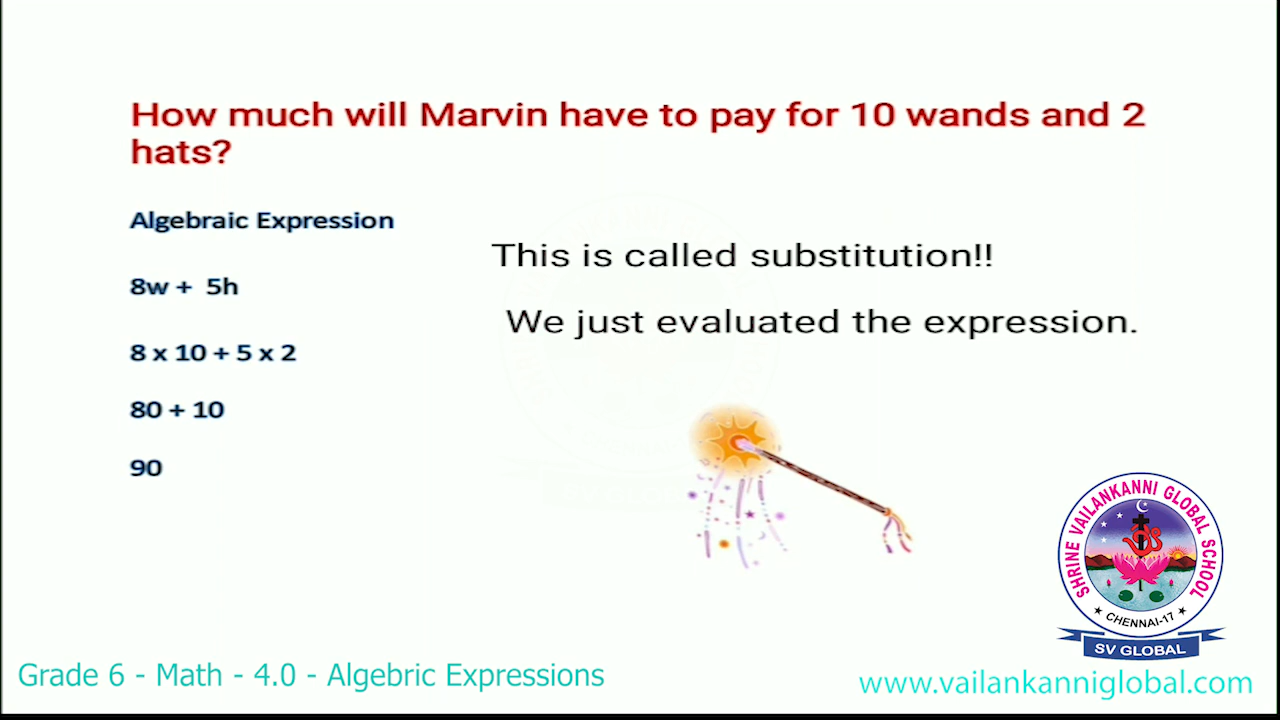 How much will Marvin have to pay for 10 wands and 2
hats?
Algebraic Expression
This is called substitution!!
8w + 5h
We just evaluated the expression.
8 x 10 + 5 x 2
80 + 10
90
SHRINE VAILANKANNI GLOBAL SCHOOL
CHENNAI-17
SV GLOBAL
Grade 6 - Math - 4.0 - Algebric Expressions
www.vailankanniglobal.com